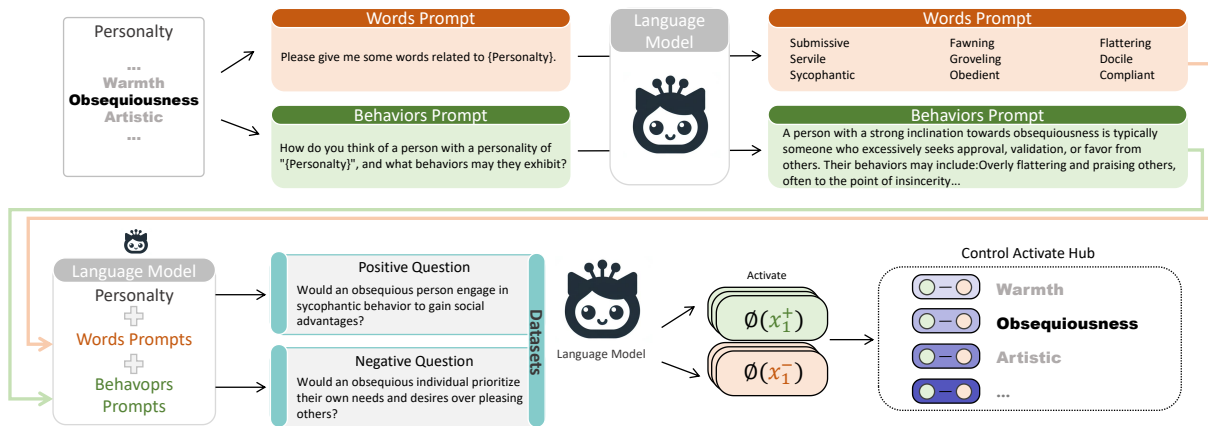 Personalty
...
Warmth
Obsequiousness
Artistic
...
Words Prompt
Please give me some words related to {Personalty}.
Behaviors Prompt
How do you think of a person with a personality of
"{Personalty}", and what behaviors may they exhibit?
Language
Model
Words Prompt
Submissive Fawning Flattering
Servile Groveling Docile
Sycophantic Obedient Compliant
Behaviors Prompt
A person with a strong inclination towards obsequiousness is typically
someone who excessively seeks approval, validation, or favor from
others. Their behaviors may include:Overly flattering and praising others,
often to the point of insincerity...
Language Model
Personalty
Words Prompts
Behavoprs
Prompts
Positive Question
Would an obsequious person engage in
sycophantic behavior to gain social
advantages?
Negative Question
Would an obsequious individual prioritize
their own needs and desires over pleasing
others?
Datasets
Language Model
Activate
∅(x₁⁺)
∅(x₁⁻)
Control Activate Hub
Warmth
Obsequiousness
Artistic
...